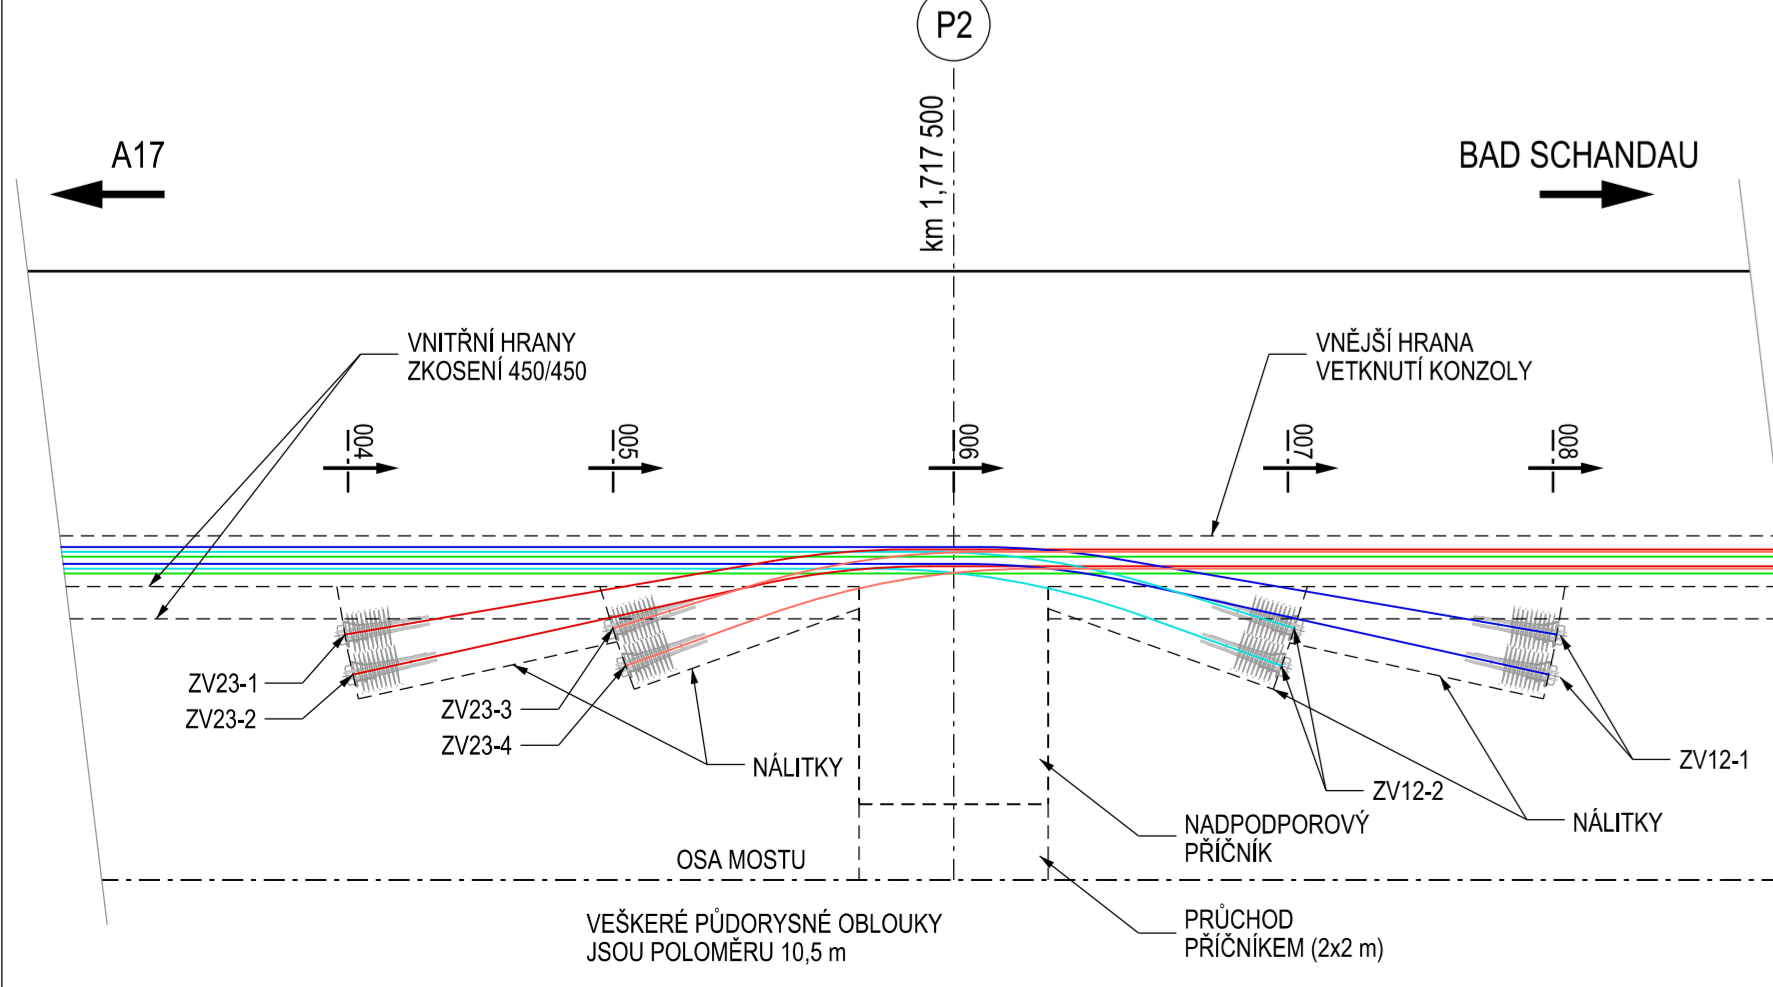 P2
km 1,717 500
A17
BAD SCHANDAU
VNITŘNÍ HRANY
ZKOSENÍ 450/450
VNĚJŠÍ HRANA
VETKNUTÍ KONZOLY
004
005
006
007
008
ZV23-1
ZV23-2
ZV23-3
ZV23-4
NÁLITKY
ZV12-1
ZV12-2
NÁLITKY
NADPODPOROVÝ
PŘÍČNÍK
OSA MOSTU
VEŠKERÉ PŮDORYSNÉ OBLOUKY
JSOU POLOMĚRU 10,5 m
PRŮCHOD
PŘÍČNÍKEM (2x2 m)